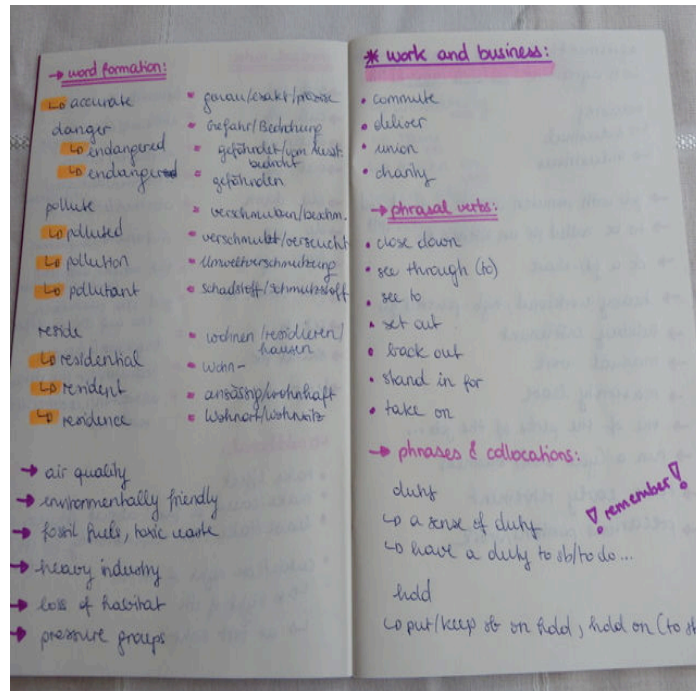 → word formation:
↳ accurate • genau/exakt/präzise
danger • Gefahr/Bedrohung
↳ endangered • gefährdet/vom Ausst. bedroht
↳ endanger • gefährden
pollute • verschmutzen
↳ polluted • verschmutzt/verseucht
↳ pollution • Umweltverschmutzung
↳ pollutant • Schadstoff/Schmutzstoff
reside • wohnen/residieren/
hausen
↳ residential • Wohn-
↳ resident • ansässig/wohnhaft
↳ residence • Wohnort/Wohnsitz
→ air quality
→ environmentally friendly
→ fossil fuels, toxic waste
→ heavy industry
→ loss of habitat
→ pressure groups
* work and business:
• commute
• deliver
• union
• charity
→ phrasal verbs:
• close down
• see through (to)
• see to
• set out
• back out
• stand in for
• take on
→ phrases & collocations:
! remember!
duty
↳ a sense of duty
↳ have a duty to sb/to do...
hold
↳ put/keep sb on hold, hold on (to sb